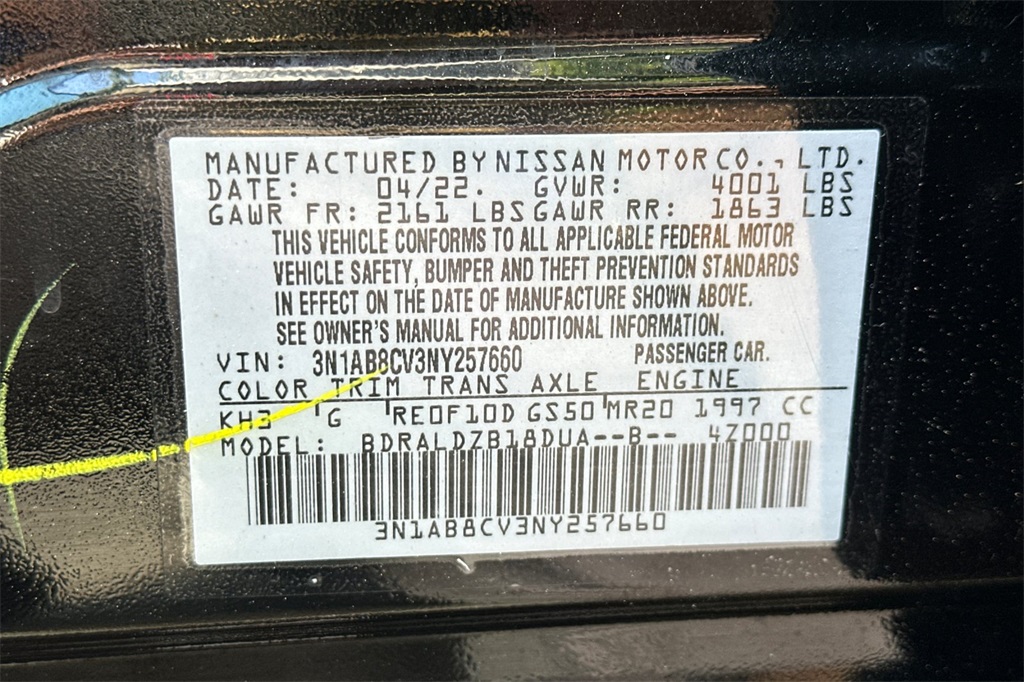 MANUFACTURED BY NISSAN MOTOR CO., LTD.
DATE: 04/22. GVWR: 4001 LBS
GAWR FR: 2161 LBS GAWR RR: 1863 LBS
THIS VEHICLE CONFORMS TO ALL APPLICABLE FEDERAL MOTOR
VEHICLE SAFETY, BUMPER AND THEFT PREVENTION STANDARDS
IN EFFECT ON THE DATE OF MANUFACTURE SHOWN ABOVE.
SEE OWNER'S MANUAL FOR ADDITIONAL INFORMATION.
VIN: 3N1AB8CV3NY257660 PASSENGER CAR.
COLOR TRIM TRANS AXLE ENGINE
KH3 G RE0F10D GS50 MR20 1997 CC
MODEL: BDRALDZB18DUA--B-- 4Z000
3N1AB8CV3NY257660